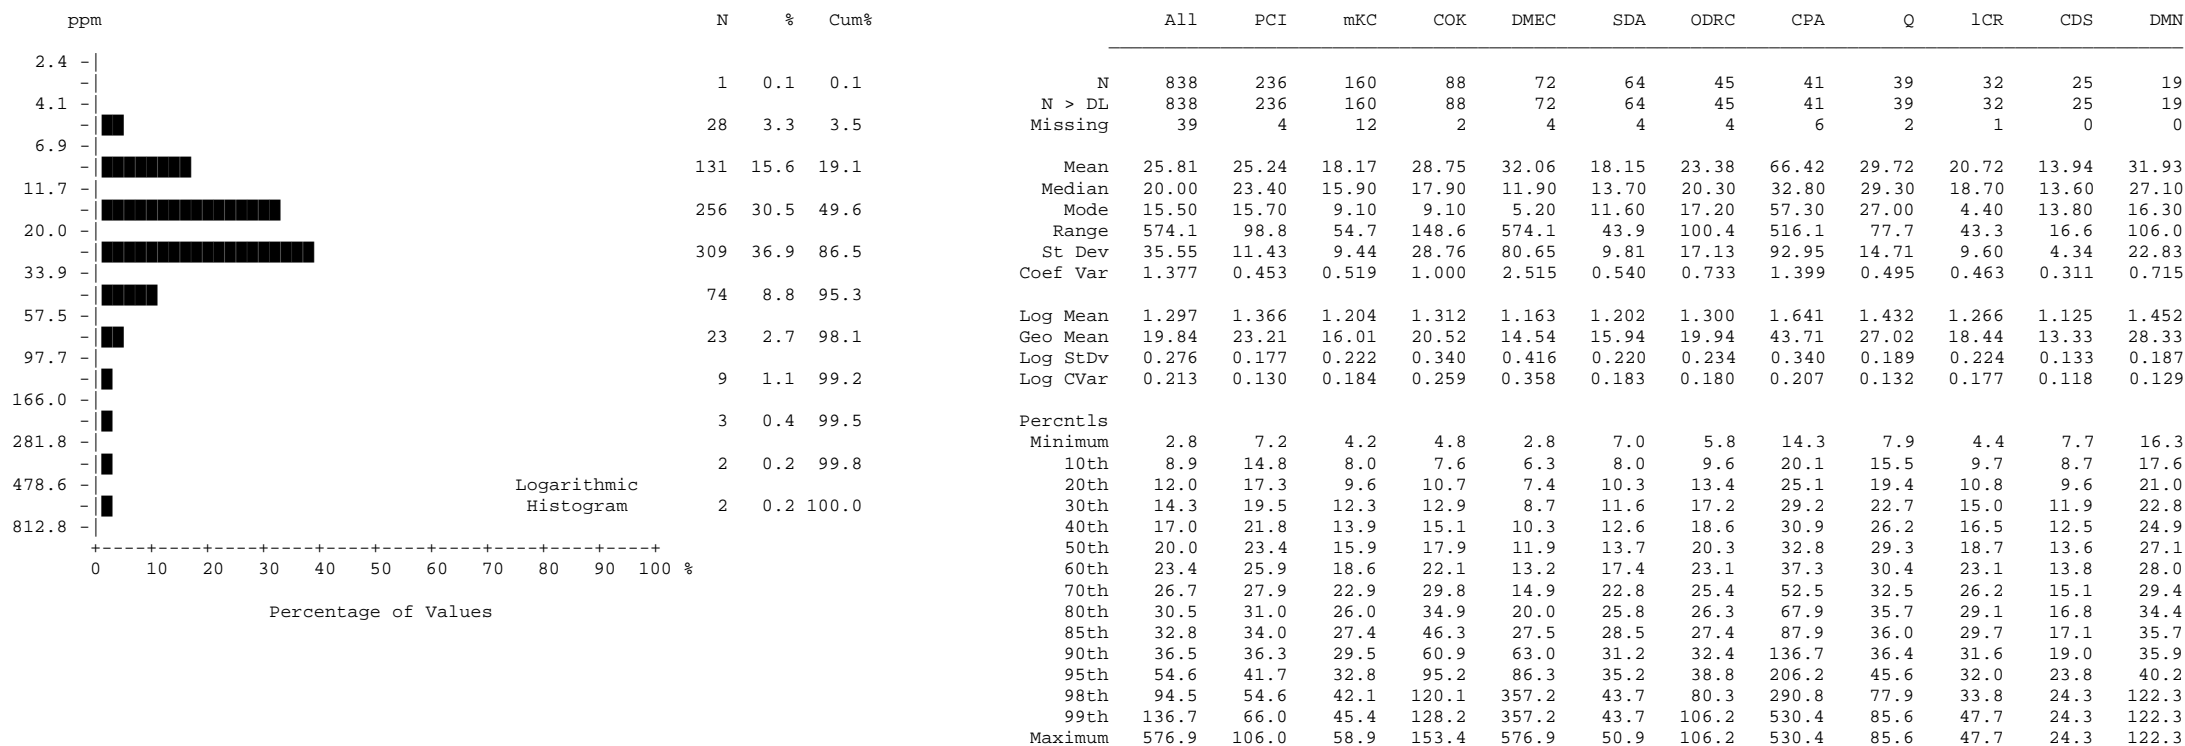 ppm N % Cum% All PCI mKC COK DMEC SDA ODRC CPA Q lCR CDS DMN
2.4
1 0.1 0.1 N 838 236 160 88 72 64 45 41 39 32 25 19
4.1 N > DL 838 236 160 88 72 64 45 41 39 32 25 19
28 3.3 3.5 Missing 39 4 12 2 4 4 4 6 2 1 0 0
6.9
131 15.6 19.1 Mean 25.81 25.24 18.17 28.75 32.06 18.15 23.38 66.42 29.72 20.72 13.94 31.93
11.7 Median 20.00 23.40 15.90 17.90 11.90 13.70 20.30 32.80 29.30 18.70 13.60 27.10
256 30.5 49.6 Mode 15.50 15.70 9.10 9.10 5.20 11.60 17.20 57.30 27.00 4.40 13.80 16.30
20.0 Range 574.1 98.8 54.7 148.6 574.1 43.9 100.4 516.1 77.7 43.3 16.6 106.0
309 36.9 86.5 St Dev 35.55 11.43 9.44 28.76 80.65 9.81 17.13 92.95 14.71 9.60 4.34 22.83
33.9 Coef Var 1.377 0.453 0.519 1.000 2.515 0.540 0.733 1.399 0.495 0.463 0.311 0.715
74 8.8 95.3
57.5 Log Mean 1.297 1.366 1.204 1.312 1.163 1.202 1.300 1.641 1.432 1.266 1.125 1.452
23 2.7 98.1 Geo Mean 19.84 23.21 16.01 20.52 14.54 15.94 19.94 43.71 27.02 18.44 13.33 28.33
97.7 Log StDv 0.276 0.177 0.222 0.340 0.416 0.220 0.234 0.340 0.189 0.224 0.133 0.187
9 1.1 99.2 Log CVar 0.213 0.130 0.184 0.259 0.358 0.183 0.180 0.207 0.132 0.177 0.118 0.129
166.0
3 0.4 99.5 Percntls
281.8 Minimum 2.8 7.2 4.2 4.8 2.8 7.0 5.8 14.3 7.9 4.4 7.7 16.3
2 0.2 99.8 10th 8.9 14.8 8.0 7.6 6.3 8.0 9.6 20.1 15.5 9.7 8.7 17.6
478.6 Logarithmic 20th 12.0 17.3 9.6 10.7 7.4 10.3 13.4 25.1 19.4 10.8 9.6 21.0
Histogram 2 0.2 100.0 30th 14.3 19.5 12.3 12.9 8.7 11.6 17.2 29.2 22.7 15.0 11.9 22.8
812.8 40th 17.0 21.8 13.9 15.1 10.3 12.6 18.6 30.9 26.2 16.5 12.5 24.9
50th 20.0 23.4 15.9 17.9 11.9 13.7 20.3 32.8 29.3 18.7 13.6 27.1
0 10 20 30 40 50 60 70 80 90 100 % 60th 23.4 25.9 18.6 22.1 13.2 17.4 23.1 37.3 30.4 23.1 13.8 28.0
70th 26.7 27.9 22.9 29.8 14.9 22.8 25.4 52.5 32.5 26.2 15.1 29.4
Percentage of Values 80th 30.5 31.0 26.0 34.9 20.0 25.8 26.3 67.9 35.7 29.1 16.8 34.4
85th 32.8 34.0 27.4 46.3 27.5 28.5 27.4 87.9 36.0 29.7 17.1 35.7
90th 36.5 36.3 29.5 60.9 63.0 31.2 32.4 136.7 36.4 31.6 19.0 35.9
95th 54.6 41.7 32.8 95.2 86.3 35.2 38.8 206.2 45.6 32.0 23.8 40.2
98th 94.5 54.6 42.1 120.1 357.2 43.7 80.3 290.8 77.9 33.8 24.3 122.3
99th 136.7 66.0 45.4 128.2 357.2 43.7 106.2 530.4 85.6 47.7 24.3 122.3
Maximum 576.9 106.0 58.9 153.4 576.9 50.9 106.2 530.4 85.6 47.7 24.3 122.3